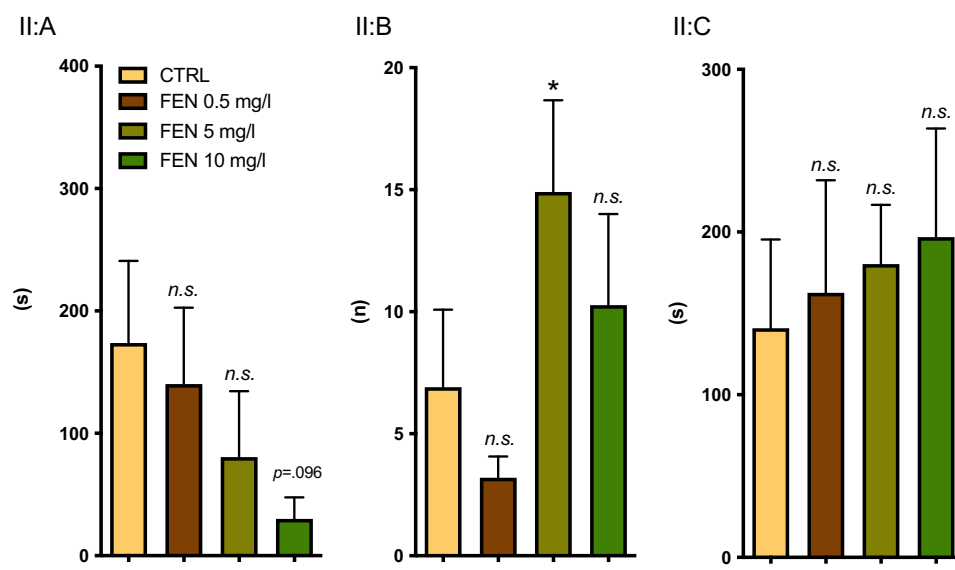 II:A
II:B
II:C
400
300
200
100
0
(s)
CTRL
FEN 0.5 mg/l
FEN 5 mg/l
FEN 10 mg/l
n.s.
n.s.
p=.096
20
15
10
5
0
(n)
n.s.
*
n.s.
300
200
100
0
(s)
n.s.
n.s.
n.s.